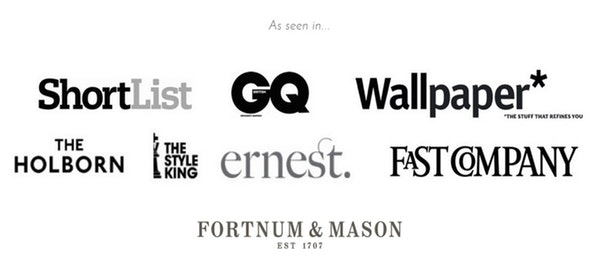 As seen in...
ShortList
GQ
BRITISH
Wallpaper*
*THE STUFF THAT REFINES YOU
THE
HOLBORN
THE
STYLE
KING
ernest.
FAST COMPANY
FORTNUM & MASON
EST 1707